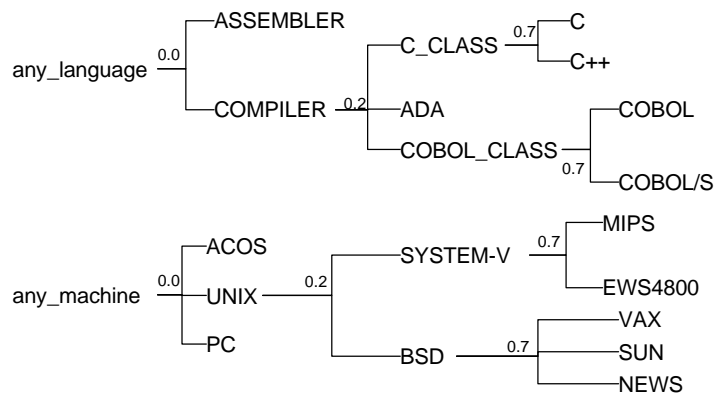 ASSEMBLER
any_language
0.0
COMPILER
0.2
C_CLASS
0.7
C
C++
ADA
COBOL_CLASS
0.7
COBOL
COBOL/S
any_machine
0.0
ACOS
UNIX
PC
0.2
SYSTEM-V
0.7
MIPS
EWS4800
BSD
0.7
VAX
SUN
NEWS